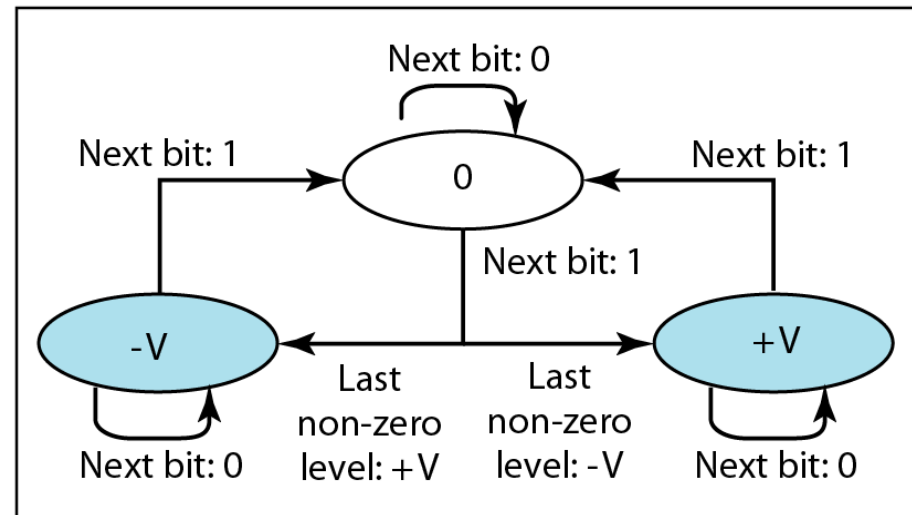 Next bit: 0
Next bit: 1
Next bit: 1
0
Next bit: 1
-V
+V
Last
non-zero
level: +V
Last
non-zero
level: -V
Next bit: 0
Next bit: 0